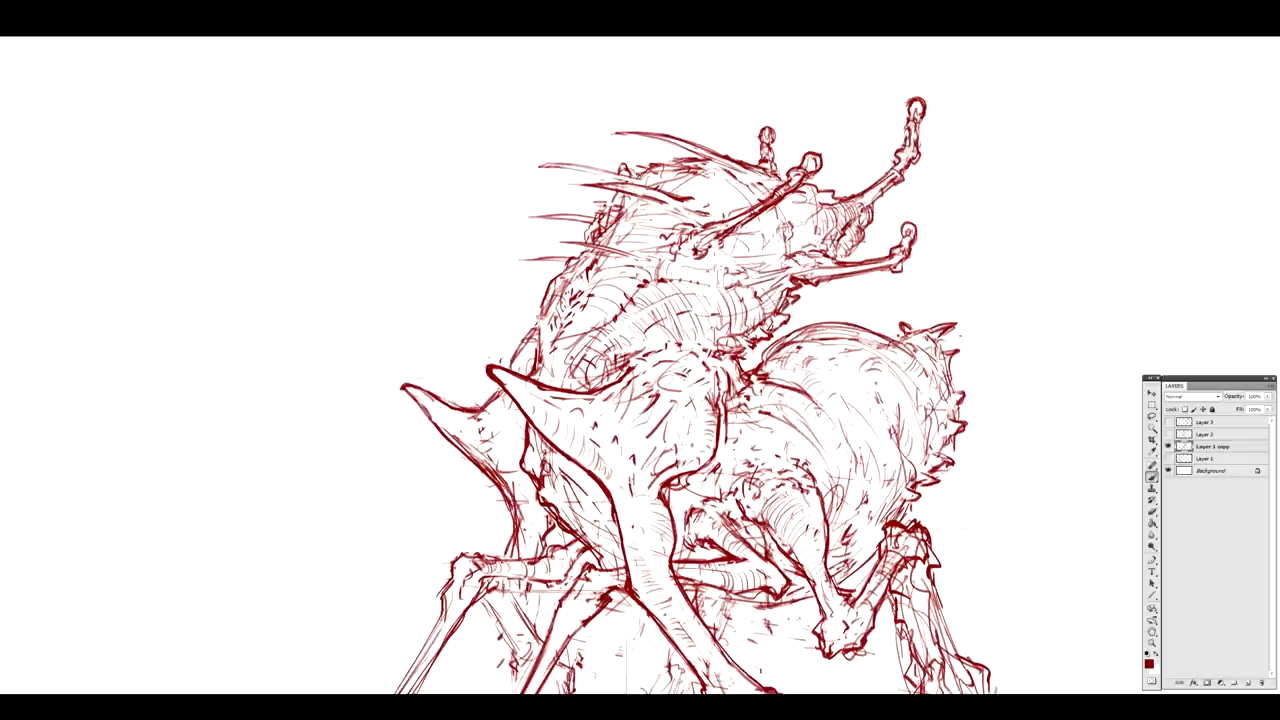 LAYERS
Normal Opacity: 100%
Lock: Fill: 100%
Layer 3
Layer 2
Layer 1 copy
Layer 1
Background